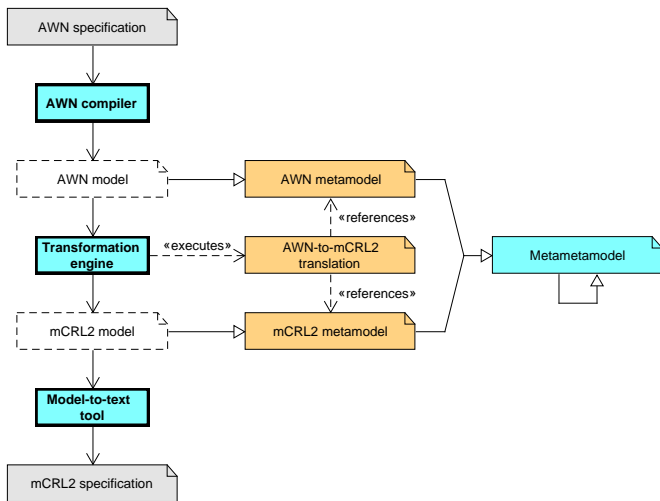 AWN specification
AWN compiler
AWN model
AWN metamodel
«references»
Transformation
engine
«executes»
AWN-to-mCRL2
translation
Metametamodel
«references»
mCRL2 model
mCRL2 metamodel
Model-to-text
tool
mCRL2 specification